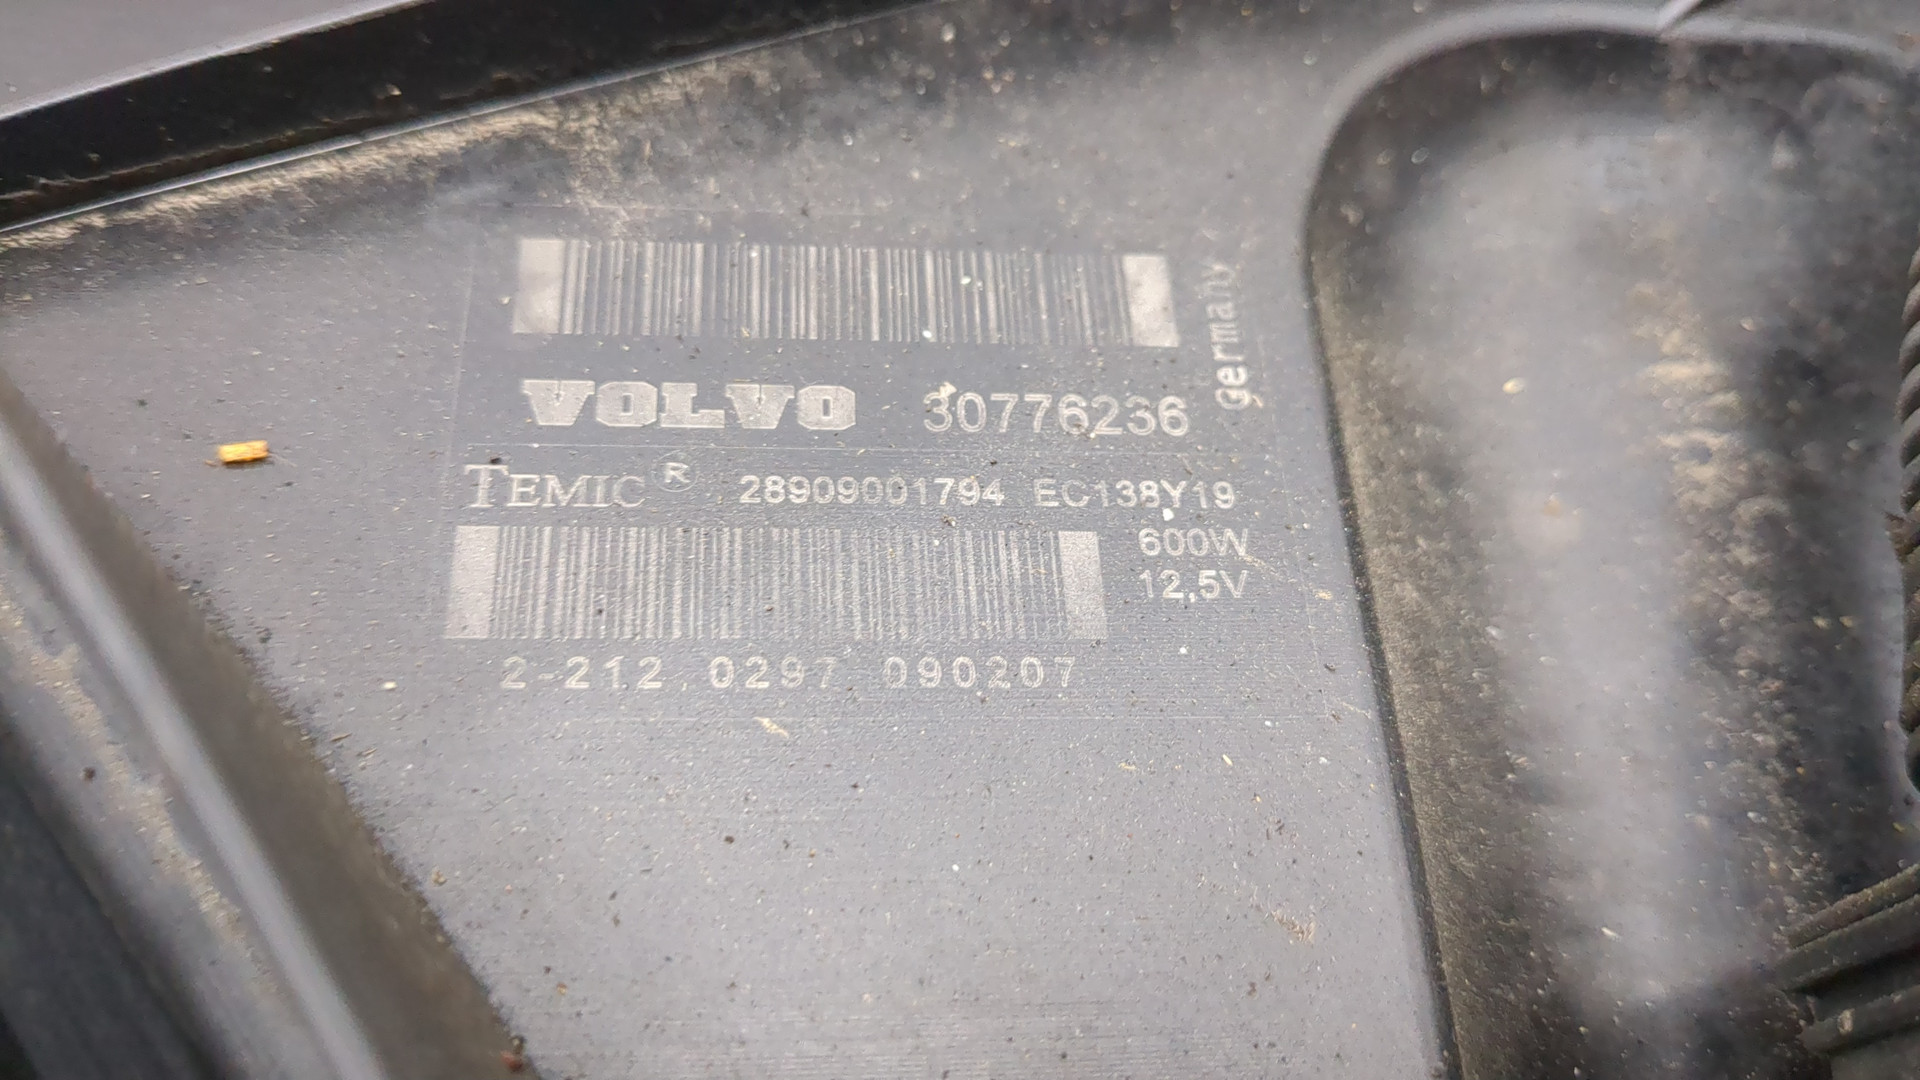 VOLVO 30776236
Germany
TEMIC® 28909001794 EC138Y19
600W
12,5V
2-212 0297 090207